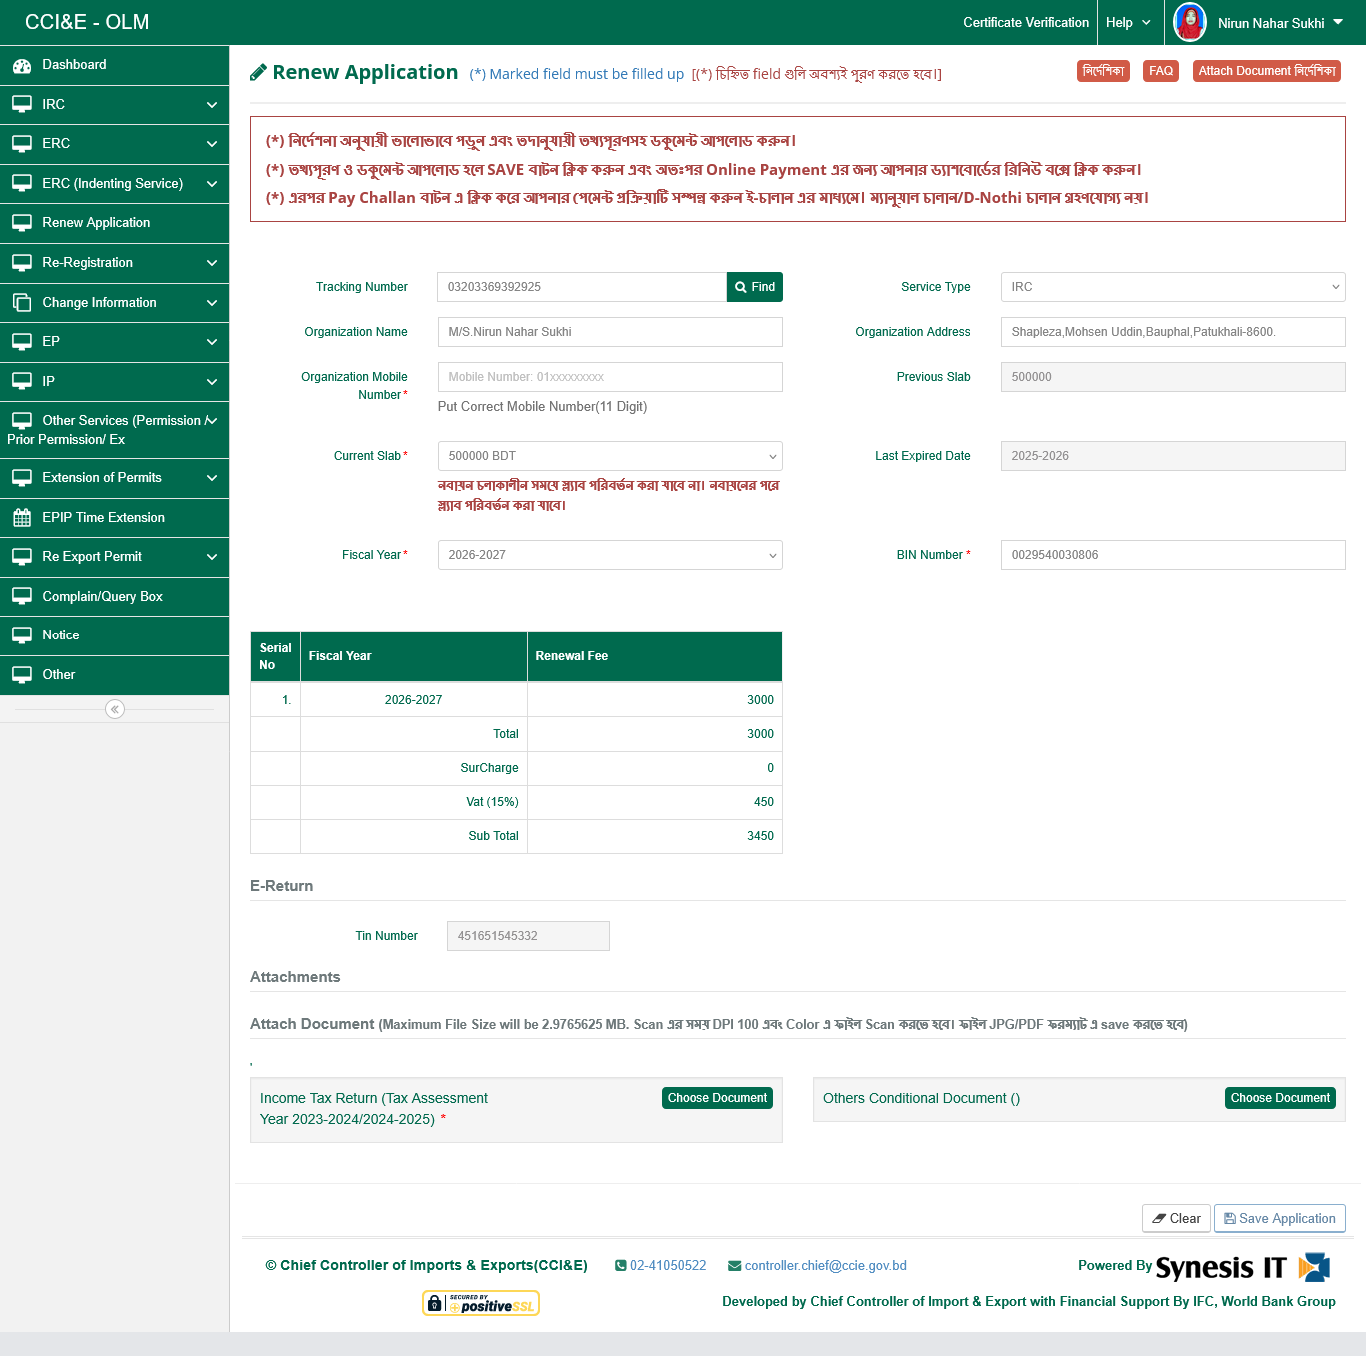 CCI&E - OLM
Certificate Verification
Help
Nirun Nahar Sukhi
Dashboard
IRC
ERC
ERC (Indenting Service)
Renew Application
Re-Registration
Change Information
EP
IP
Other Services (Permission /
Prior Permission/ Ex
Extension of Permits
EPIP Time Extension
Re Export Permit
Complain/Query Box
Notice
Other
Renew Application (*) Marked field must be filled up [(*) চিহ্নিত field গুলি অবশ্যই পূরণ করতে হবে।]
নির্দেশিকা
FAQ
Attach Document নির্দেশিকা
(*) নির্দেশনা অনুযায়ী ভালোভাবে পড়ুন এবং তদানুযায়ী তথ্যপূরণসহ ডকুমেন্ট আপলোড করুন।
(*) তথ্যপূরণ ও ডকুমেন্ট আপলোড হলে SAVE বাটন ক্লিক করুন এবং অতঃপর Online Payment এর জন্য আপনার ড্যাশবোর্ডের রিনিউ বক্সে ক্লিক করুন।
(*) এরপর Pay Challan বাটন এ ক্লিক করে আপনার পেমেন্ট প্রক্রিয়াটি সম্পন্ন করুন ই-চালান এর মাধ্যমে। ম্যানুয়াল চালান/D-Nothi চালান গ্রহণযোগ্য নয়।
Tracking Number 03203369392925 Find
Service Type IRC
Organization Name M/S.Nirun Nahar Sukhi
Organization Address Shapleza,Mohsen Uddin,Bauphal,Patukhali-8600.
Organization Mobile Number * Mobile Number: 01xxxxxxxxx
Put Correct Mobile Number(11 Digit)
Previous Slab 500000
Current Slab * 500000 BDT
নবায়ন চলাকালীন সময়ে স্ল্যাব পরিবর্তন করা যাবে না। নবায়নের পরে
স্ল্যাব পরিবর্তন করা যাবে।
Last Expired Date 2025-2026
Fiscal Year * 2026-2027
BIN Number * 0029540030806
Serial No Fiscal Year Renewal Fee
1. 2026-2027 3000
Total 3000
SurCharge 0
Vat (15%) 450
Sub Total 3450
E-Return
Tin Number 451651545332
Attachments
Attach Document (Maximum File Size will be 2.9765625 MB. Scan এর সময় DPI 100 এবং Color এ ফাইল Scan করতে হবে। ফাইল JPG/PDF ফরম্যাট এ save করতে হবে)
,
Income Tax Return (Tax Assessment
Year 2023-2024/2024-2025) *
Choose Document
Others Conditional Document ()
Choose Document
Clear
Save Application
© Chief Controller of Imports & Exports(CCI&E)
02-41050522
controller.chief@ccie.gov.bd
Powered By Synesis IT
SECURED BY
positiveSSL
Developed by Chief Controller of Import & Export with Financial Support By IFC, World Bank Group